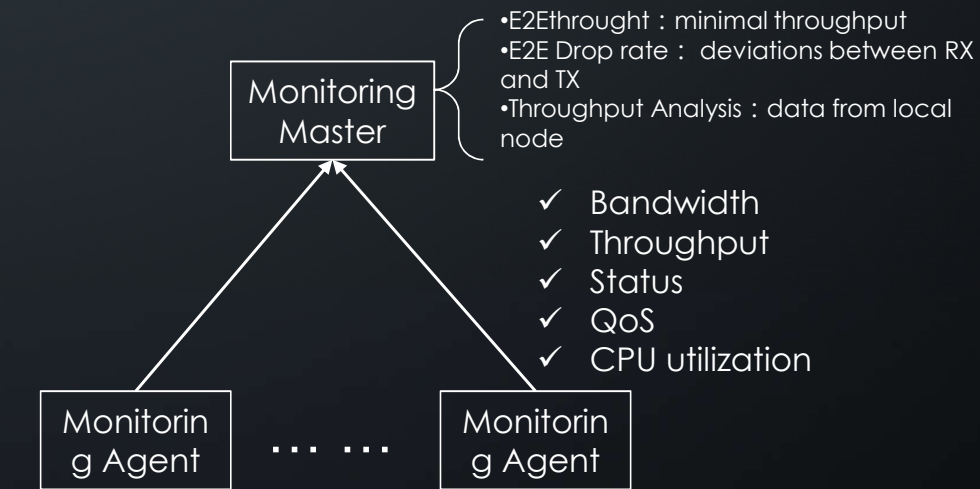 •E2Ethrought：minimal throughput
•E2E Drop rate： deviations between RX
and TX
•Throughput Analysis：data from local
node
Monitoring
Master
✓ Bandwidth
✓ Throughput
✓ Status
✓ QoS
✓ CPU utilization
Monitorin
g Agent
... ...
Monitorin
g Agent